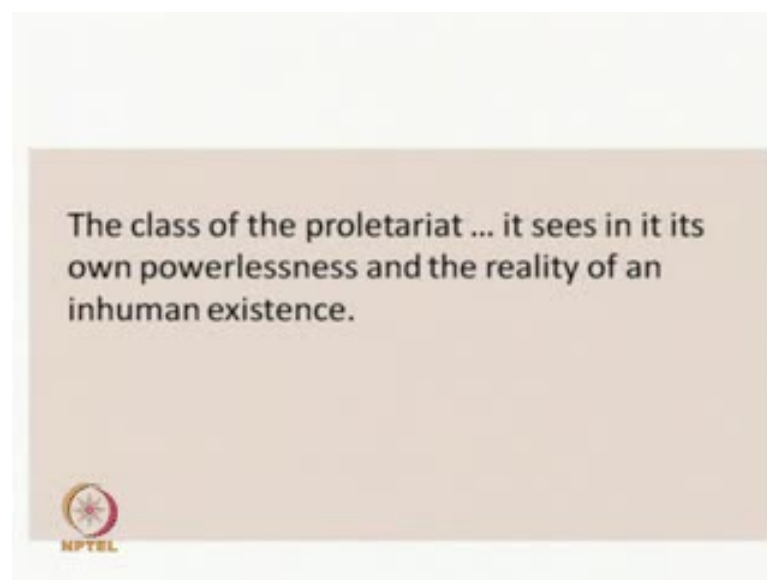 The class of the proletariat ... it sees in it its
own powerlessness and the reality of an
inhuman existence.
NPTEL